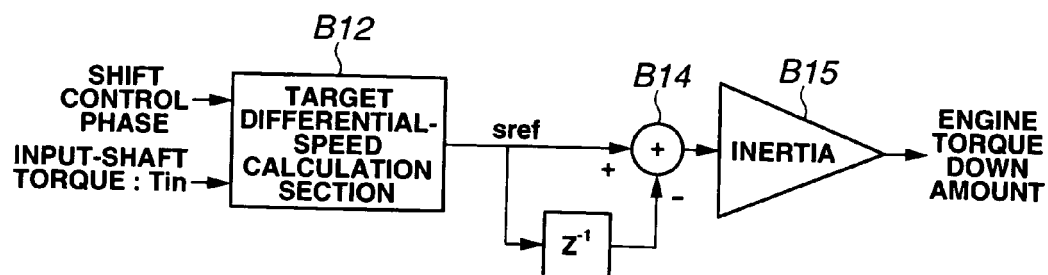 B12
SHIFT
CONTROL
PHASE
INPUT-SHAFT
TORQUE : Tin
TARGET
DIFFERENTIAL-
SPEED
CALCULATION
SECTION
sref
B14
+
+
−
Z⁻¹
B15
INERTIA
ENGINE
TORQUE
DOWN
AMOUNT